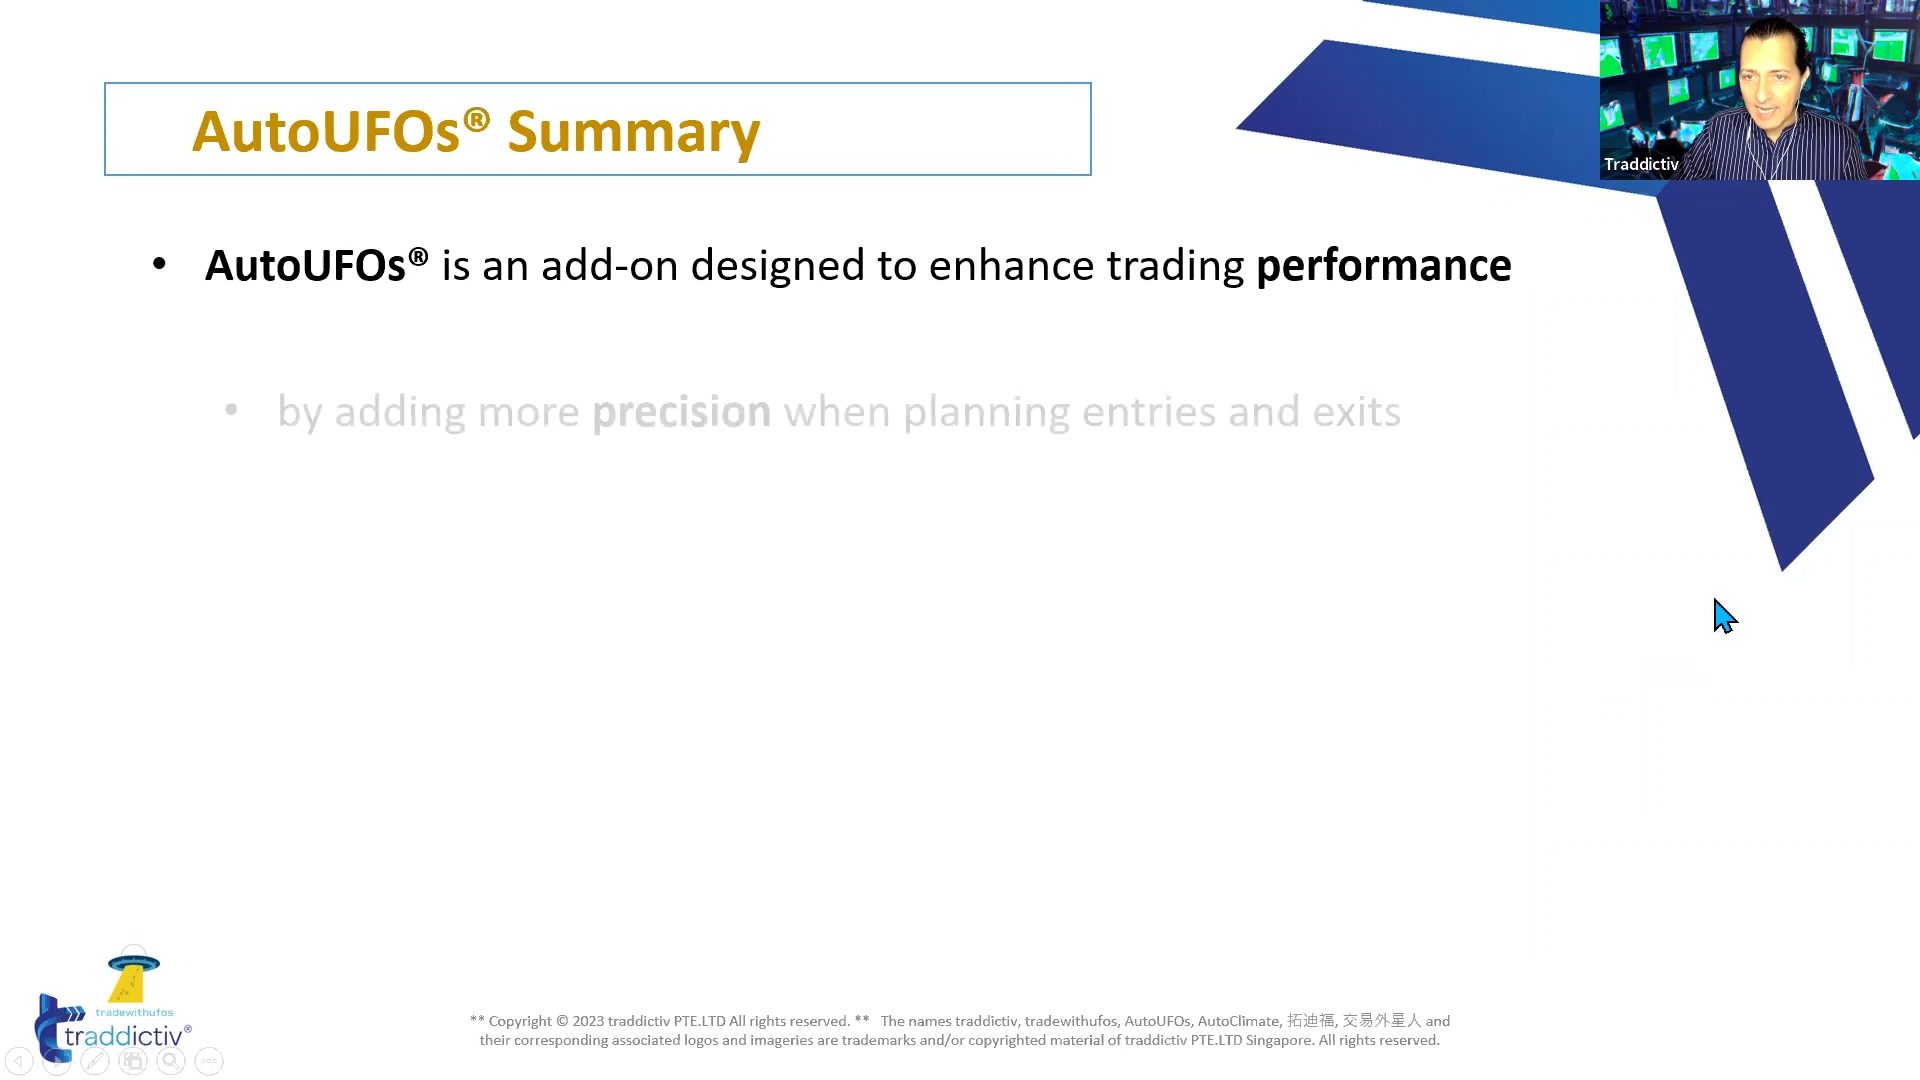 Traddictiv
AutoUFOs® Summary
• AutoUFOs® is an add-on designed to enhance trading performance
• by adding more precision when planning entries and exits
tradewithufos
traddictiv®
** Copyright © 2023 traddictiv PTE.LTD All rights reserved. ** The names traddictiv, tradewithufos, AutoUFOs, AutoClimate, 拓迪福, 交易外星人 and
their corresponding associated logos and imageries are trademarks and/or copyrighted material of traddictiv PTE.LTD Singapore. All rights reserved.